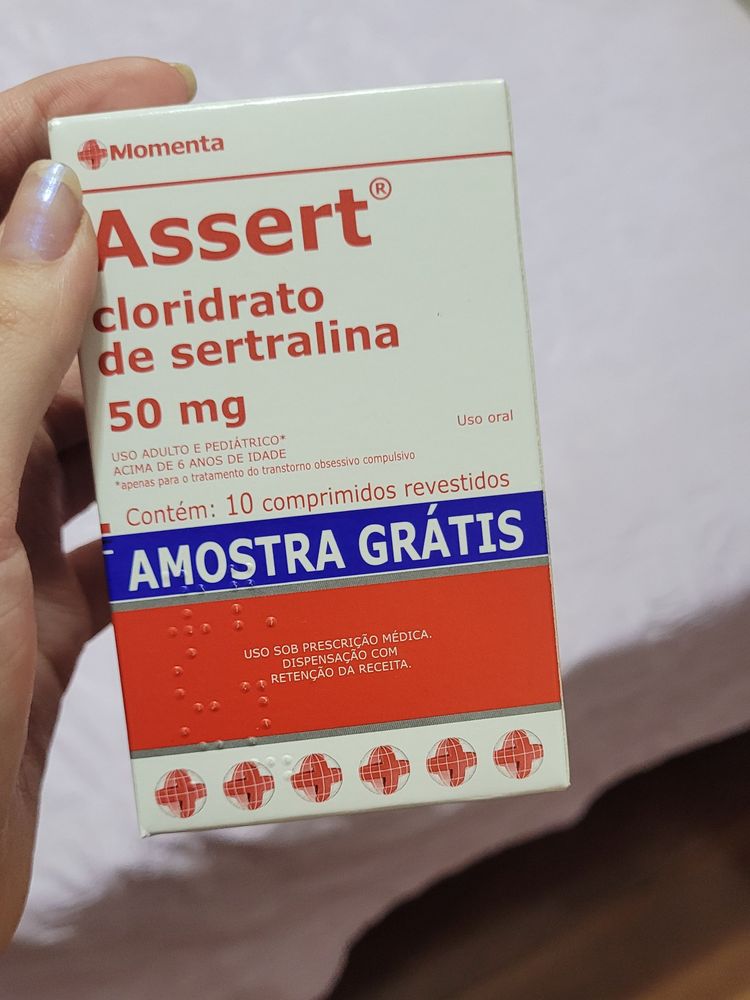 Momenta
Assert®
cloridrato
de sertralina
50 mg
Uso oral
USO ADULTO E PEDIÁTRICO*
ACIMA DE 6 ANOS DE IDADE
*apenas para o tratamento do transtorno obsessivo compulsivo
Contém: 10 comprimidos revestidos
AMOSTRA GRÁTIS
USO SOB PRESCRIÇÃO MÉDICA.
DISPENSAÇÃO COM
RETENÇÃO DA RECEITA.